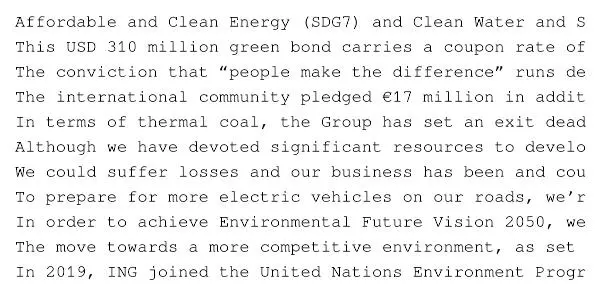 Affordable and Clean Energy (SDG7) and Clean Water and S
This USD 310 million green bond carries a coupon rate of
The conviction that “people make the difference” runs de
The international community pledged €17 million in addit
In terms of thermal coal, the Group has set an exit dead
Although we have devoted significant resources to develo
We could suffer losses and our business has been and cou
To prepare for more electric vehicles on our roads, we’r
In order to achieve Environmental Future Vision 2050, we
The move towards a more competitive environment, as set
In 2019, ING joined the United Nations Environment Progr